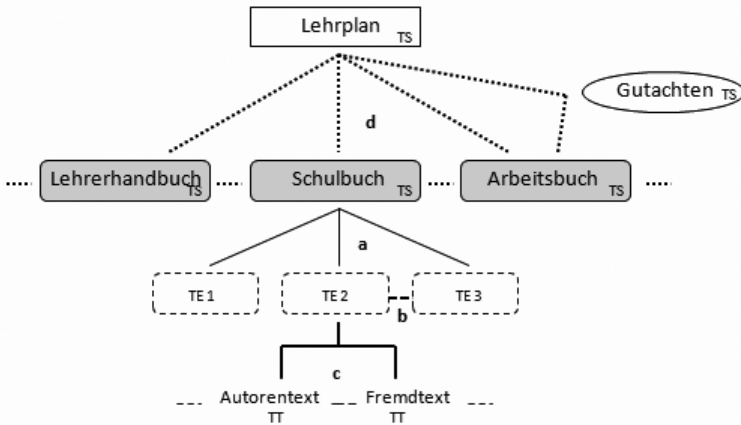 Lehrplan TS
Gutachten TS
d
Lehrerhandbuch TS
Schulbuch TS
Arbeitsbuch TS
a
TE 1
TE 2
TE 3
b
c
Autorentext
TT
Fremdtext
TT